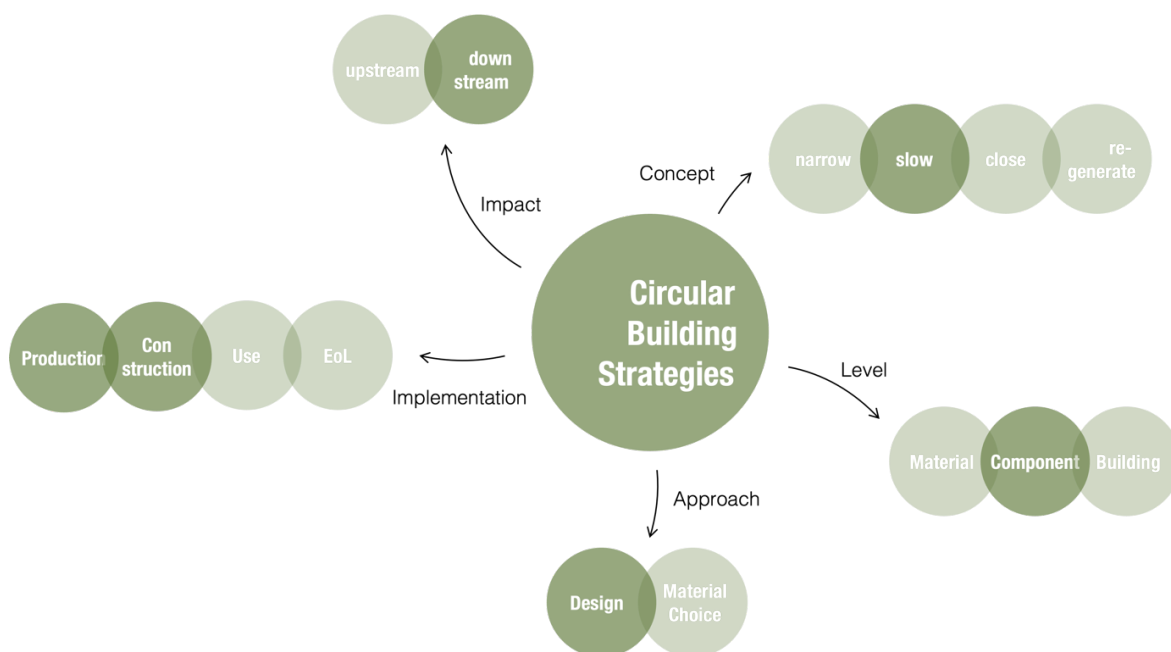 upstream
down
stream
Impact
Concept
narrow
slow
close
re-
generate
Circular
Building
Strategies
Production
Con
struction
Use
EoL
Implementation
Level
Material
Component
Building
Approach
Design
Material
Choice